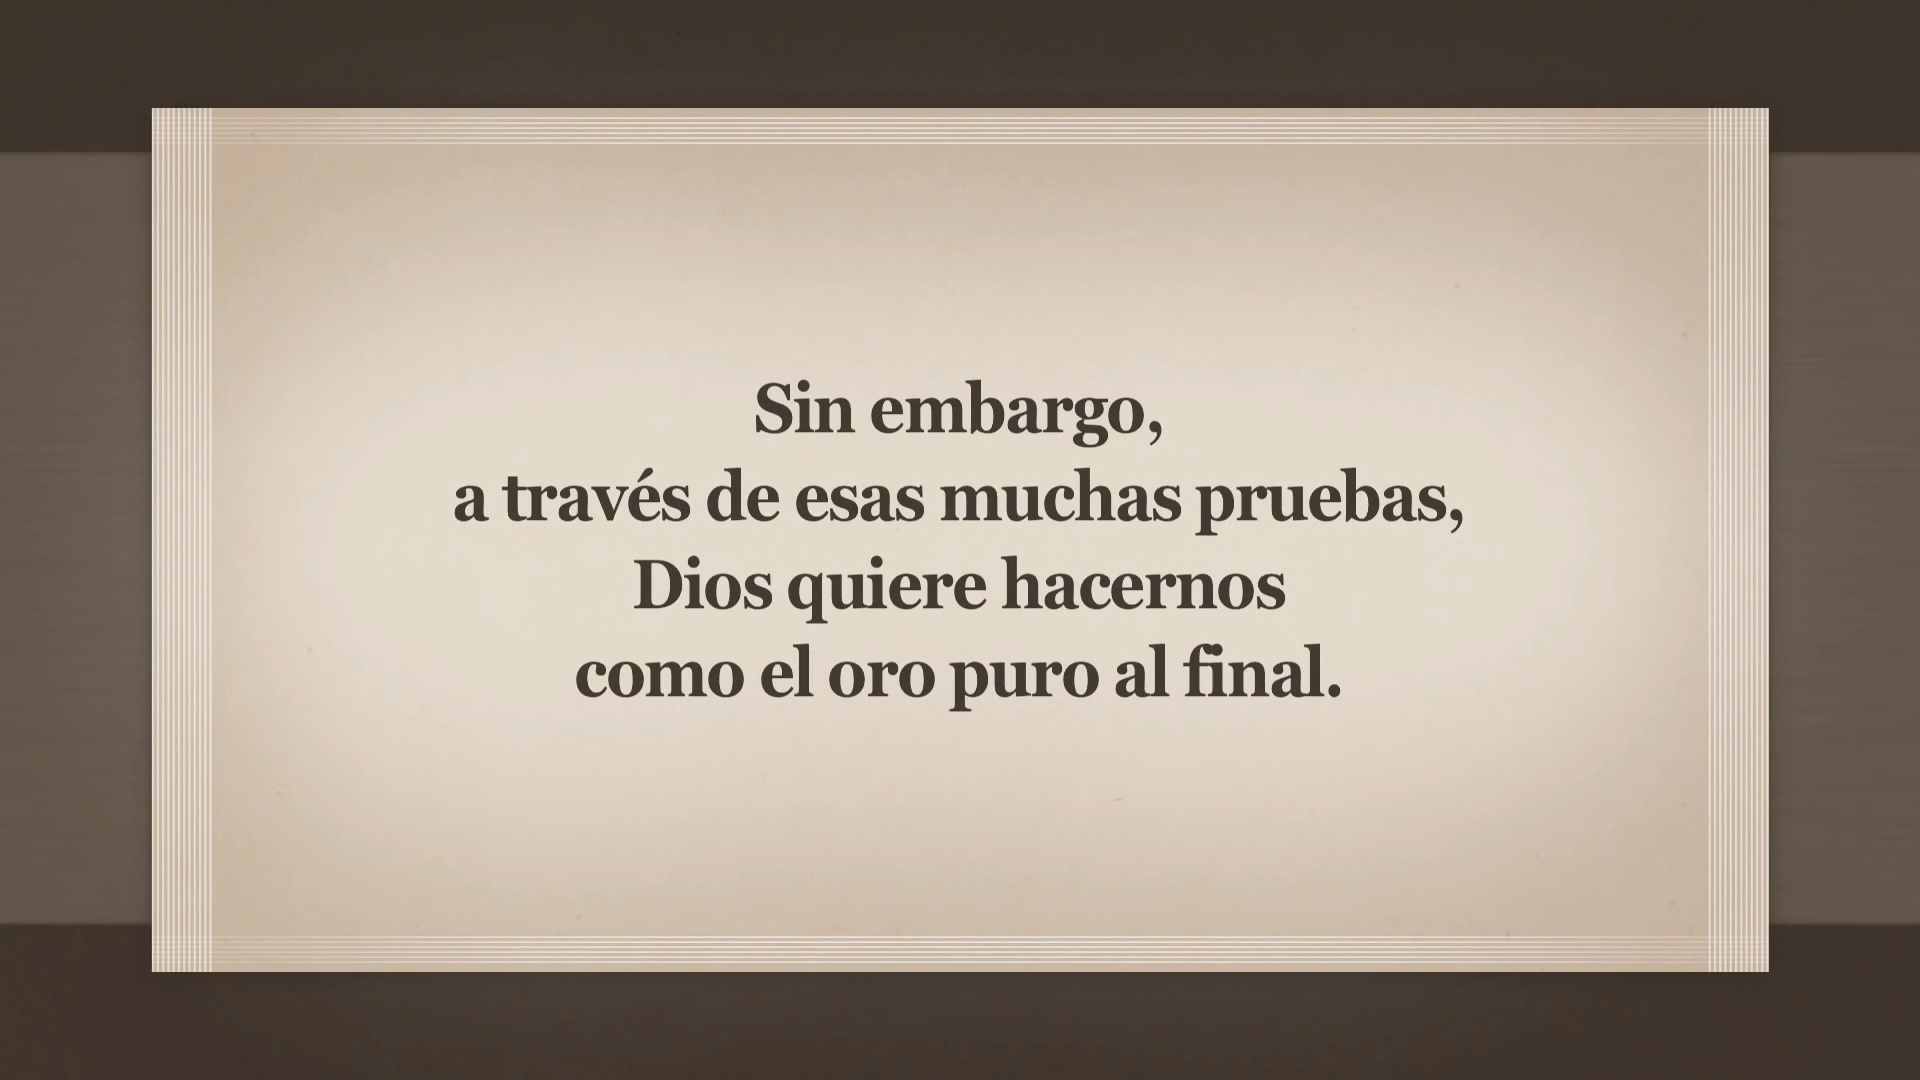 Sin embargo,
a través de esas muchas pruebas,
Dios quiere hacernos
como el oro puro al final.